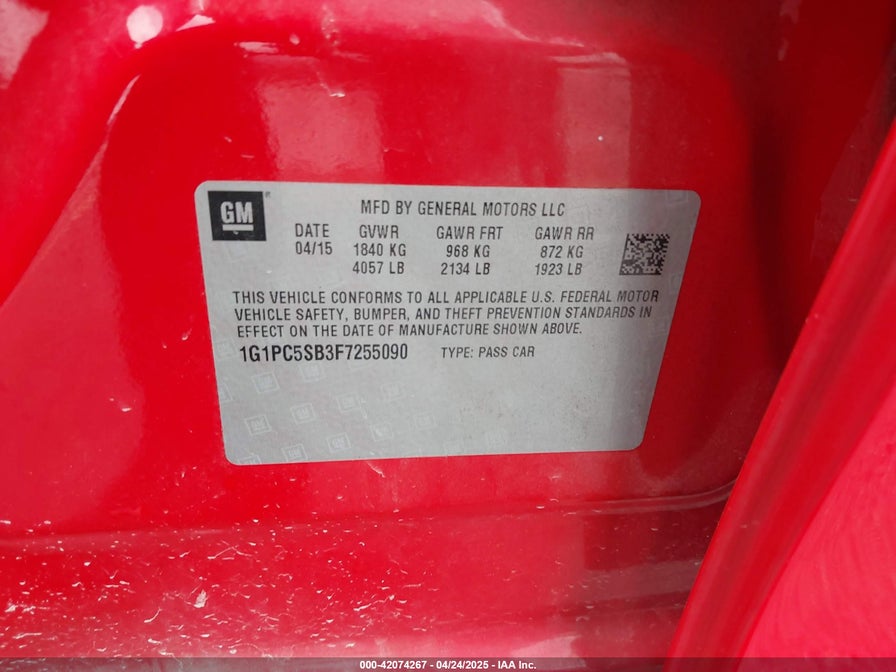 GM
MFD BY GENERAL MOTORS LLC
DATE GVWR GAWR FRT GAWR RR
04/15 1840 KG 968 KG 872 KG
4057 LB 2134 LB 1923 LB
THIS VEHICLE CONFORMS TO ALL APPLICABLE U.S. FEDERAL MOTOR
VEHICLE SAFETY, BUMPER, AND THEFT PREVENTION STANDARDS IN
EFFECT ON THE DATE OF MANUFACTURE SHOWN ABOVE.
1G1PC5SB3F7255090 TYPE: PASS CAR
000-42074267 - 04/24/2025 - IAA Inc.